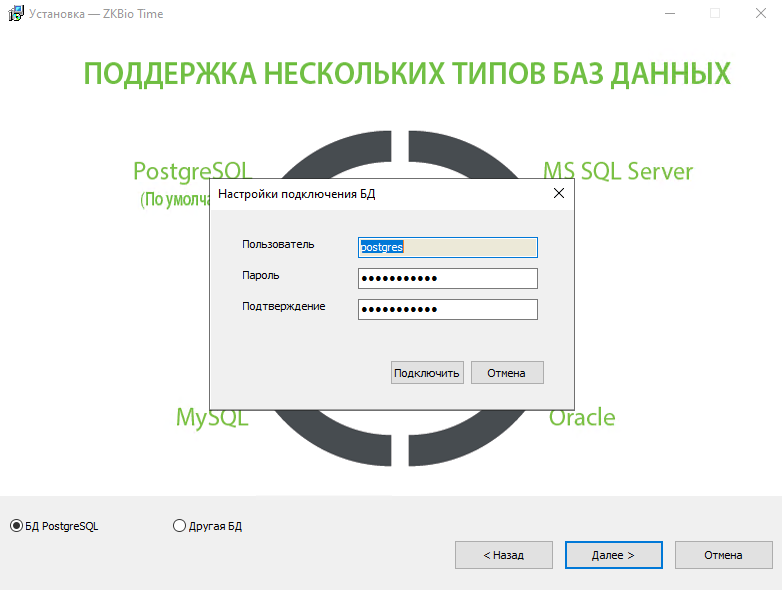 Установка — ZKBio Time
ПОДДЕРЖКА НЕСКОЛЬКИХ ТИПОВ БАЗ ДАННЫХ
PostgreSQL
MS SQL Server
(По умолча
Настройки подключения БД
Пользователь
postgres
Пароль
●●●●●●●●●●●
Подтверждение
●●●●●●●●●●●
Подключить
Отмена
MySQL
Oracle
БД PostgreSQL
Другая БД
< Назад
Далее >
Отмена